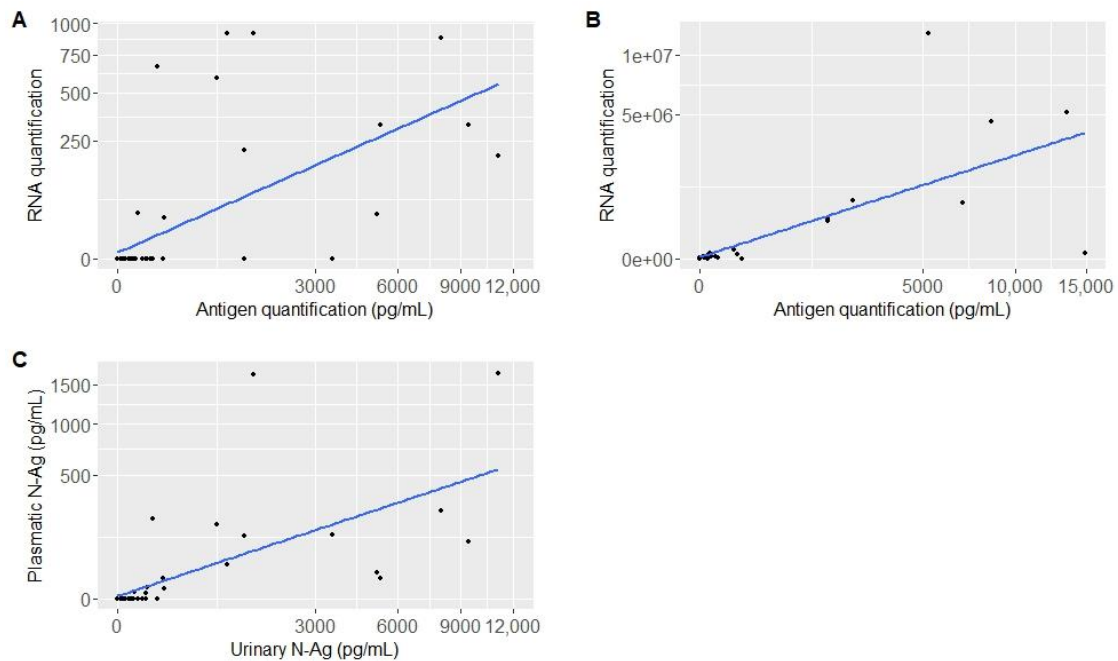 A
RNA quantification
1000
750
500
250
0
0 3000 6000 9000 12,000
Antigen quantification (pg/mL)
B
RNA quantification
1e+07
5e+06
0e+00
0 5000 10,000 15,000
Antigen quantification (pg/mL)
C
Plasmatic N-Ag (pg/mL)
1500
1000
500
0
0 3000 6000 9000 12,000
Urinary N-Ag (pg/mL)